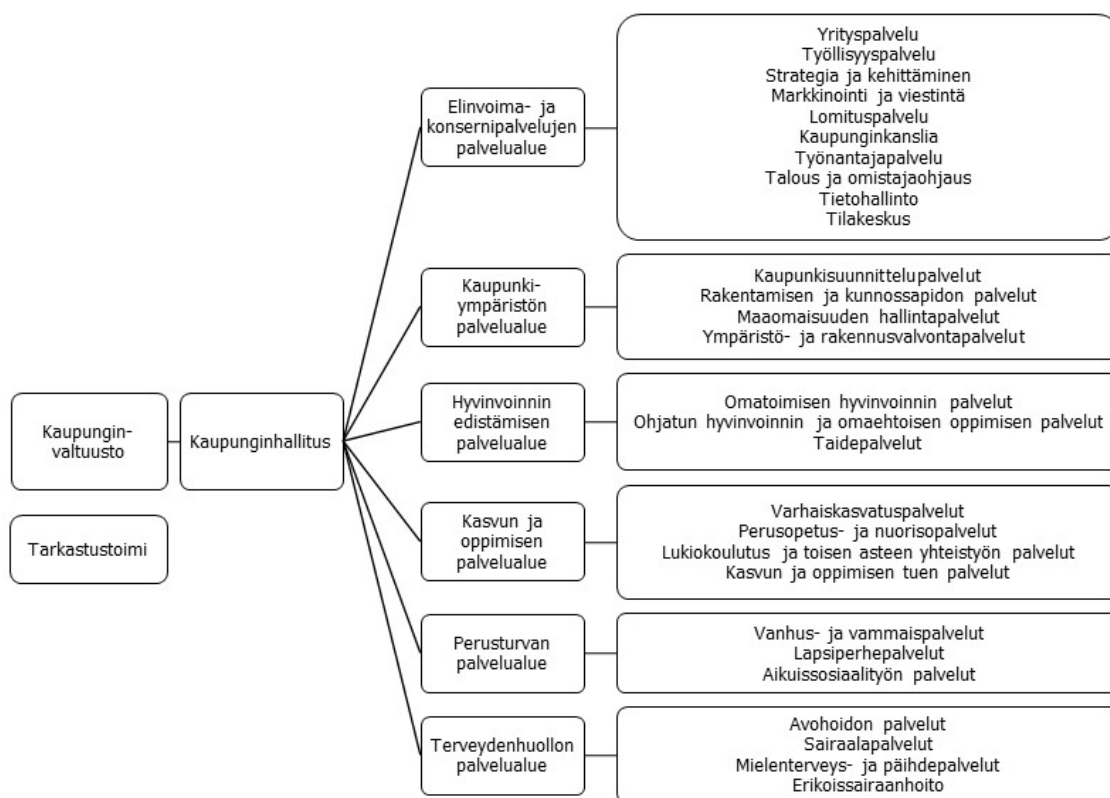 Kaupungin-
valtuusto
Tarkastustoimi
Kaupunginhallitus
Elinvoima- ja
konsernipalvelujen
palvelualue
Yrityspalvelu
Työllisyyspalvelu
Strategia ja kehittäminen
Markkinointi ja viestintä
Lomituspalvelu
Kaupunginkanslia
Työnantajapalvelu
Talous ja omistajaohjaus
Tietohallinto
Tilakeskus
Kaupunki-
ympäristön
palvelualue
Kaupunkisuunnittelupalvelut
Rakentamisen ja kunnossapidon palvelut
Maaomaisuuden hallintapalvelut
Ympäristö- ja rakennusvalvontapalvelut
Hyvinvoinnin
edistämisen
palvelualue
Omatoimisen hyvinvoinnin palvelut
Ohjatun hyvinvoinnin ja omaehtoisen oppimisen palvelut
Taidepalvelut
Kasvun ja
oppimisen
palvelualue
Varhaiskasvatuspalvelut
Perusopetus- ja nuorisopalvelut
Lukiokoulutus ja toisen asteen yhteistyön palvelut
Kasvun ja oppimisen tuen palvelut
Perusturvan
palvelualue
Vanhus- ja vammaispalvelut
Lapsiperhepalvelut
Aikuissosiaalityön palvelut
Terveydenhuollon
palvelualue
Avohoidon palvelut
Sairaalapalvelut
Mielenterveys- ja päihdepalvelut
Erikoissairaanhoito